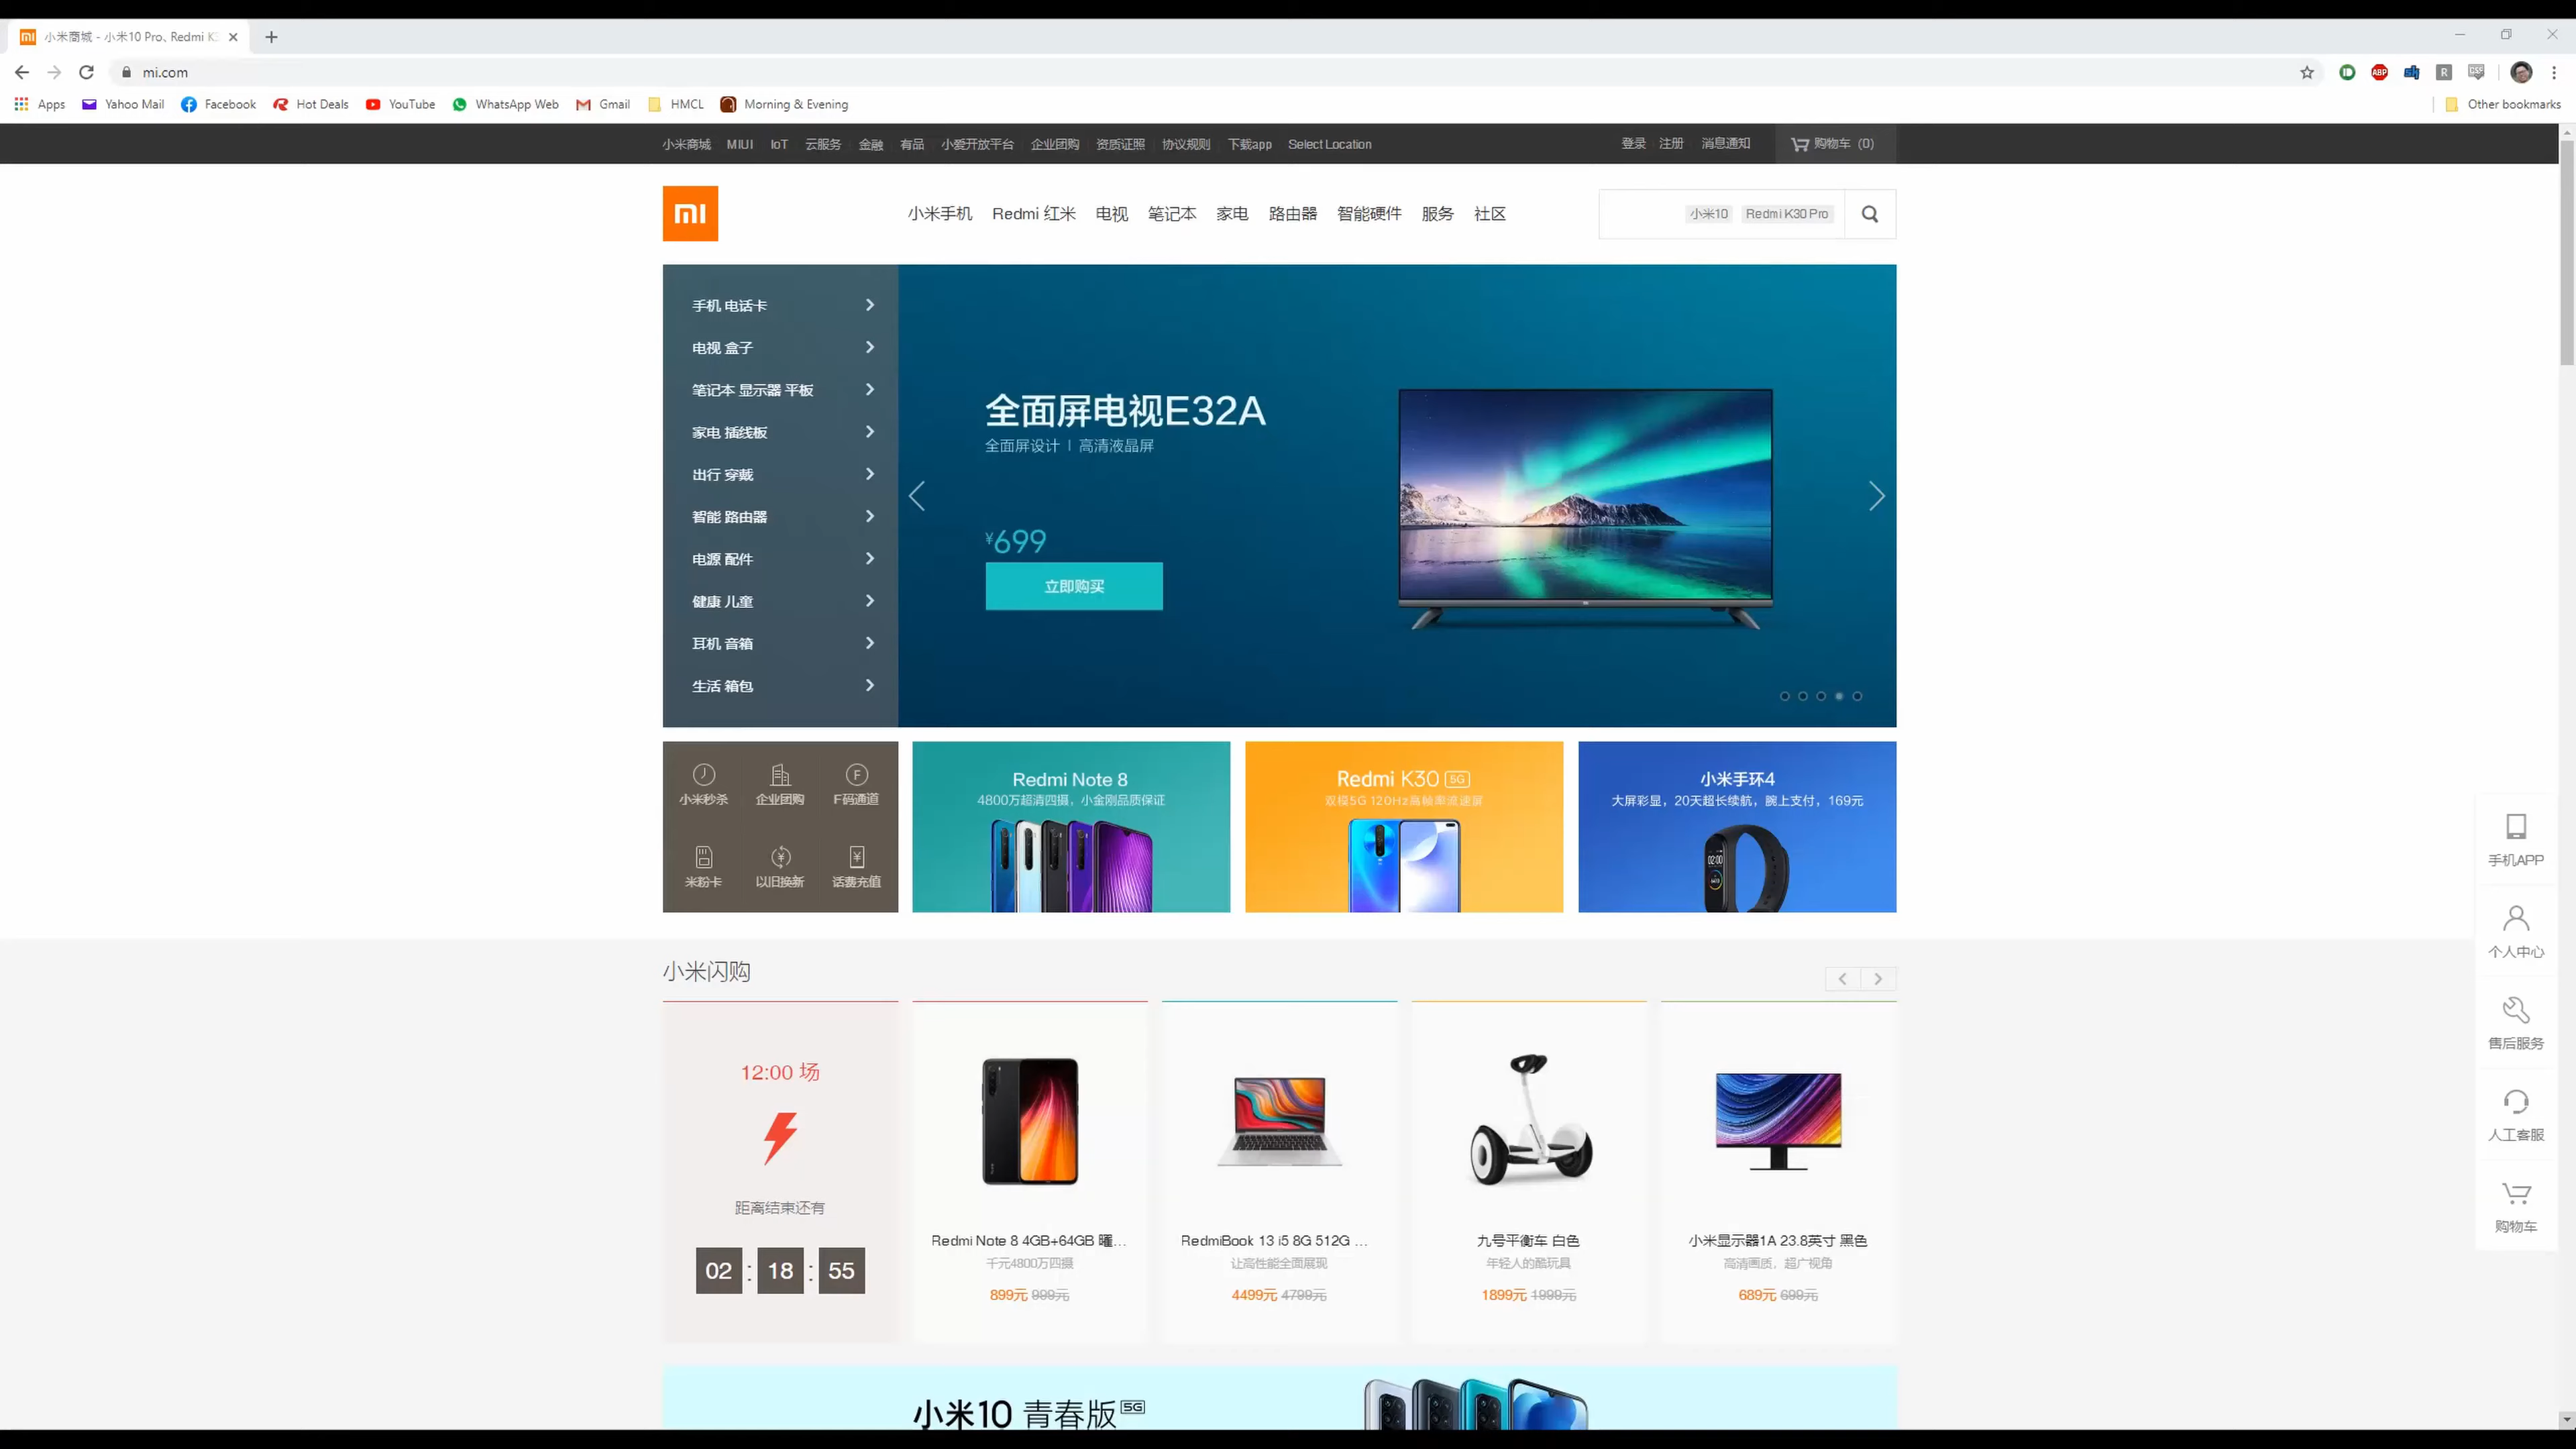 小米商城 - 小米10 Pro、Redmi K3
mi.com
Apps Yahoo Mail Facebook Hot Deals YouTube WhatsApp Web Gmail HMCL Morning & Evening Other bookmarks
小米商城 MIUI IoT 云服务 金融 有品 小爱开放平台 企业团购 资质证照 协议规则 下载app Select Location 登录 注册 消息通知 购物车 (0)
小米手机 Redmi 红米 电视 笔记本 家电 路由器 智能硬件 服务 社区 小米10 Redmi K30 Pro
手机 电话卡
电视 盒子
笔记本 显示器 平板
家电 插线板
出行 穿戴
智能 路由器
电源 配件
健康 儿童
耳机 音箱
生活 箱包
全面屏电视E32A
全面屏设计 | 高清液晶屏
¥699
立即购买
小米秒杀 企业团购 F码通道
米粉卡 以旧换新 话费充值
Redmi Note 8
4800万超清四摄，小金刚品质保证
Redmi K30 5G
双模5G 120Hz高帧率流速屏
小米手环4
大屏彩显，20天超长续航，腕上支付，169元
手机APP
个人中心
售后服务
人工客服
购物车
小米闪购
12:00 场
距离结束还有
02 : 18 : 55
Redmi Note 8 4GB+64GB 曜...
千元4800万四摄
899元 999元
RedmiBook 13 i5 8G 512G ...
让高性能全面展现
4499元 4799元
九号平衡车 白色
年轻人的酷玩具
1899元 1999元
小米显示器1A 23.8英寸 黑色
高清画质，超广视角
689元 699元
小米10 青春版 5G